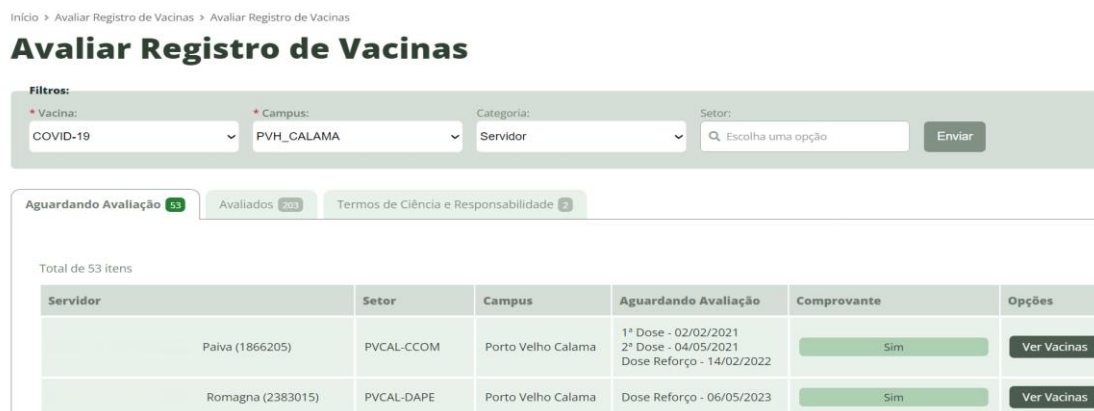 Início > Avaliar Registro de Vacinas > Avaliar Registro de Vacinas
Avaliar Registro de Vacinas
Filtros:
* Vacina: * Campus: Categoria: Setor:
COVID-19 PVH_CALAMA Servidor Escolha uma opção Enviar
Aguardando Avaliação 53 Avaliados 203 Termos de Ciência e Responsabilidade 2
Total de 53 itens
Servidor Setor Campus Aguardando Avaliação Comprovante Opções
1ª Dose - 02/02/2021
Paiva (1866205) PVCAL-CCOM Porto Velho Calama 2ª Dose - 04/05/2021 Sim Ver Vacinas
Dose Reforço - 14/02/2022
Romagna (2383015) PVCAL-DAPE Porto Velho Calama Dose Reforço - 06/05/2023 Sim Ver Vacinas